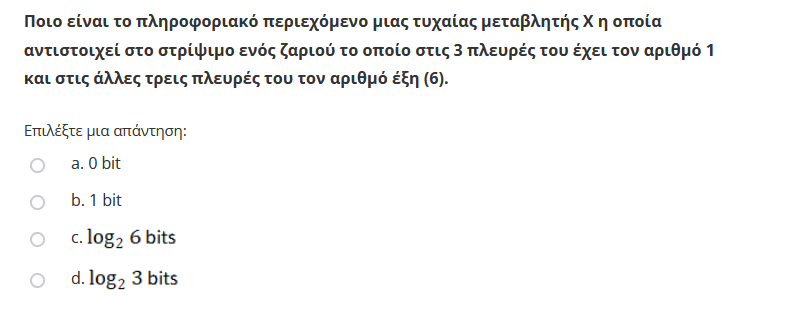 Ποιο είναι το πληροφοριακό περιεχόμενο μιας τυχαίας μεταβλητής Χ η οποία
αντιστοιχεί στο στρίψιμο ενός ζαριού το οποίο στις 3 πλευρές του έχει τον αριθμό 1
και στις άλλες τρεις πλευρές του τον αριθμό έξη (6).
Επιλέξτε μια απάντηση:
a. 0 bit
b. 1 bit
c. log₂ 6 bits
d. log₂ 3 bits